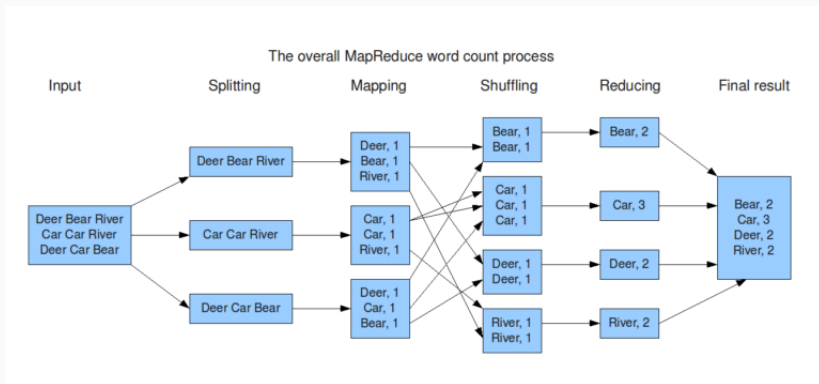 The overall MapReduce word count process
Input
Splitting
Mapping
Shuffling
Reducing
Final result
Deer Bear River
Car Car River
Deer Car Bear
Deer Bear River
Car Car River
Deer Car Bear
Deer, 1
Bear, 1
River, 1
Car, 1
Car, 1
River, 1
Deer, 1
Car, 1
Bear, 1
Bear, 1
Bear, 1
Car, 1
Car, 1
Car, 1
Deer, 1
Deer, 1
River, 1
River, 1
Bear, 2
Car, 3
Deer, 2
River, 2
Bear, 2
Car, 3
Deer, 2
River, 2